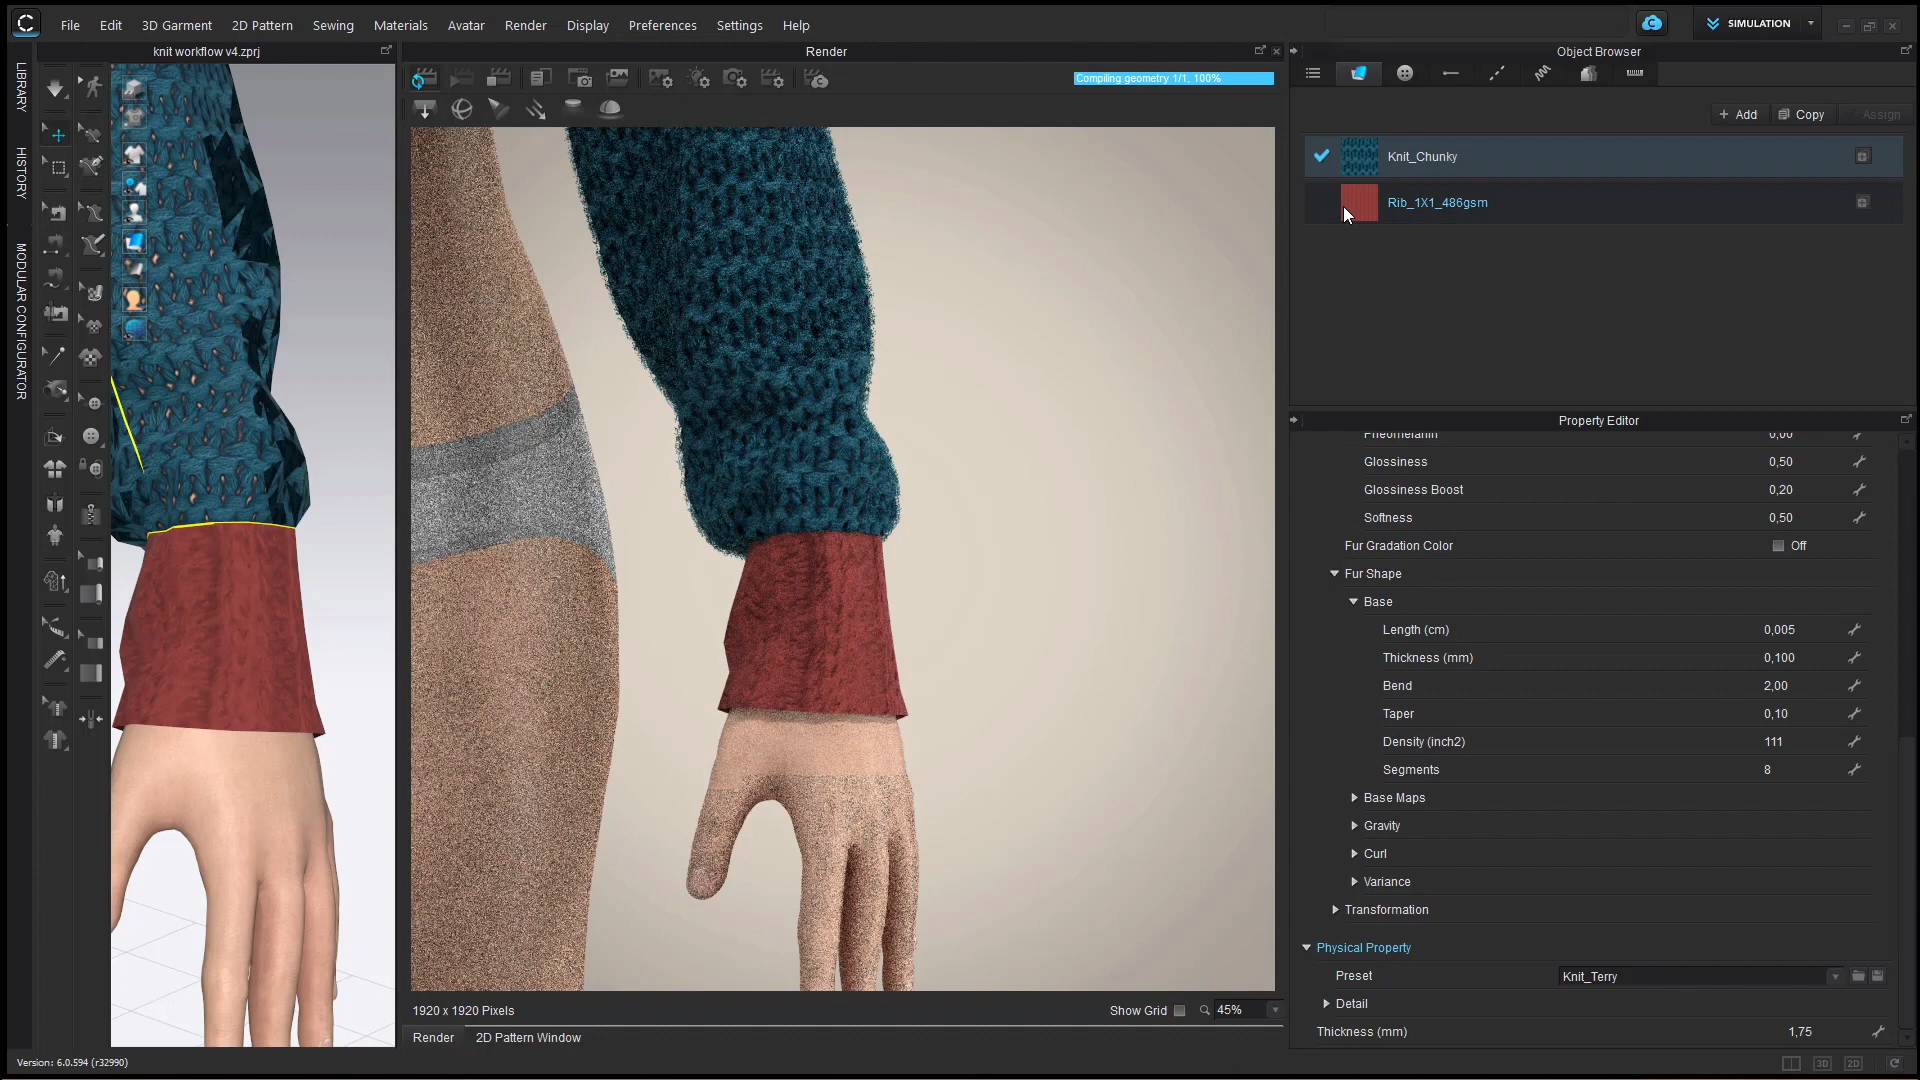 File Edit 3D Garment 2D Pattern Sewing Materials Avatar Render Display Preferences Settings Help
SIMULATION
LIBRARY
HISTORY
MODULAR CONFIGURATOR
knit workflow v4.zprj
Render
Compiling geometry 1/1, 100%
1920 x 1920 Pixels
Show Grid
45%
Render
2D Pattern Window
Version: 6.0.594 (r32990)
Object Browser
+ Add
Copy
Assign
Knit_Chunky
Rib_1X1_486gsm
Property Editor
Pheomelanin 0,00
Glossiness 0,50
Glossiness Boost 0,20
Softness 0,50
Fur Gradation Color Off
Fur Shape
Base
Length (cm) 0,005
Thickness (mm) 0,100
Bend 2,00
Taper 0,10
Density (inch2) 111
Segments 8
Base Maps
Gravity
Curl
Variance
Transformation
Physical Property
Preset Knit_Terry
Detail
Thickness (mm) 1,75
3D
2D